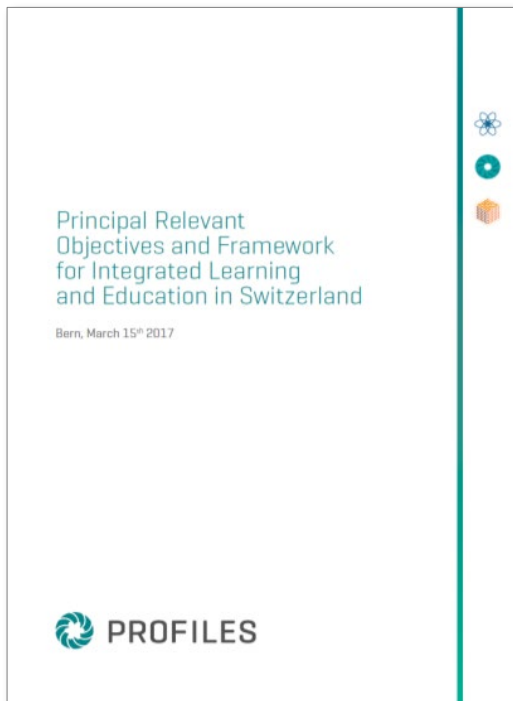 Principal Relevant
Objectives and Framework
for Integrated Learning
and Education in Switzerland
Bern, March 15th 2017
PROFILES